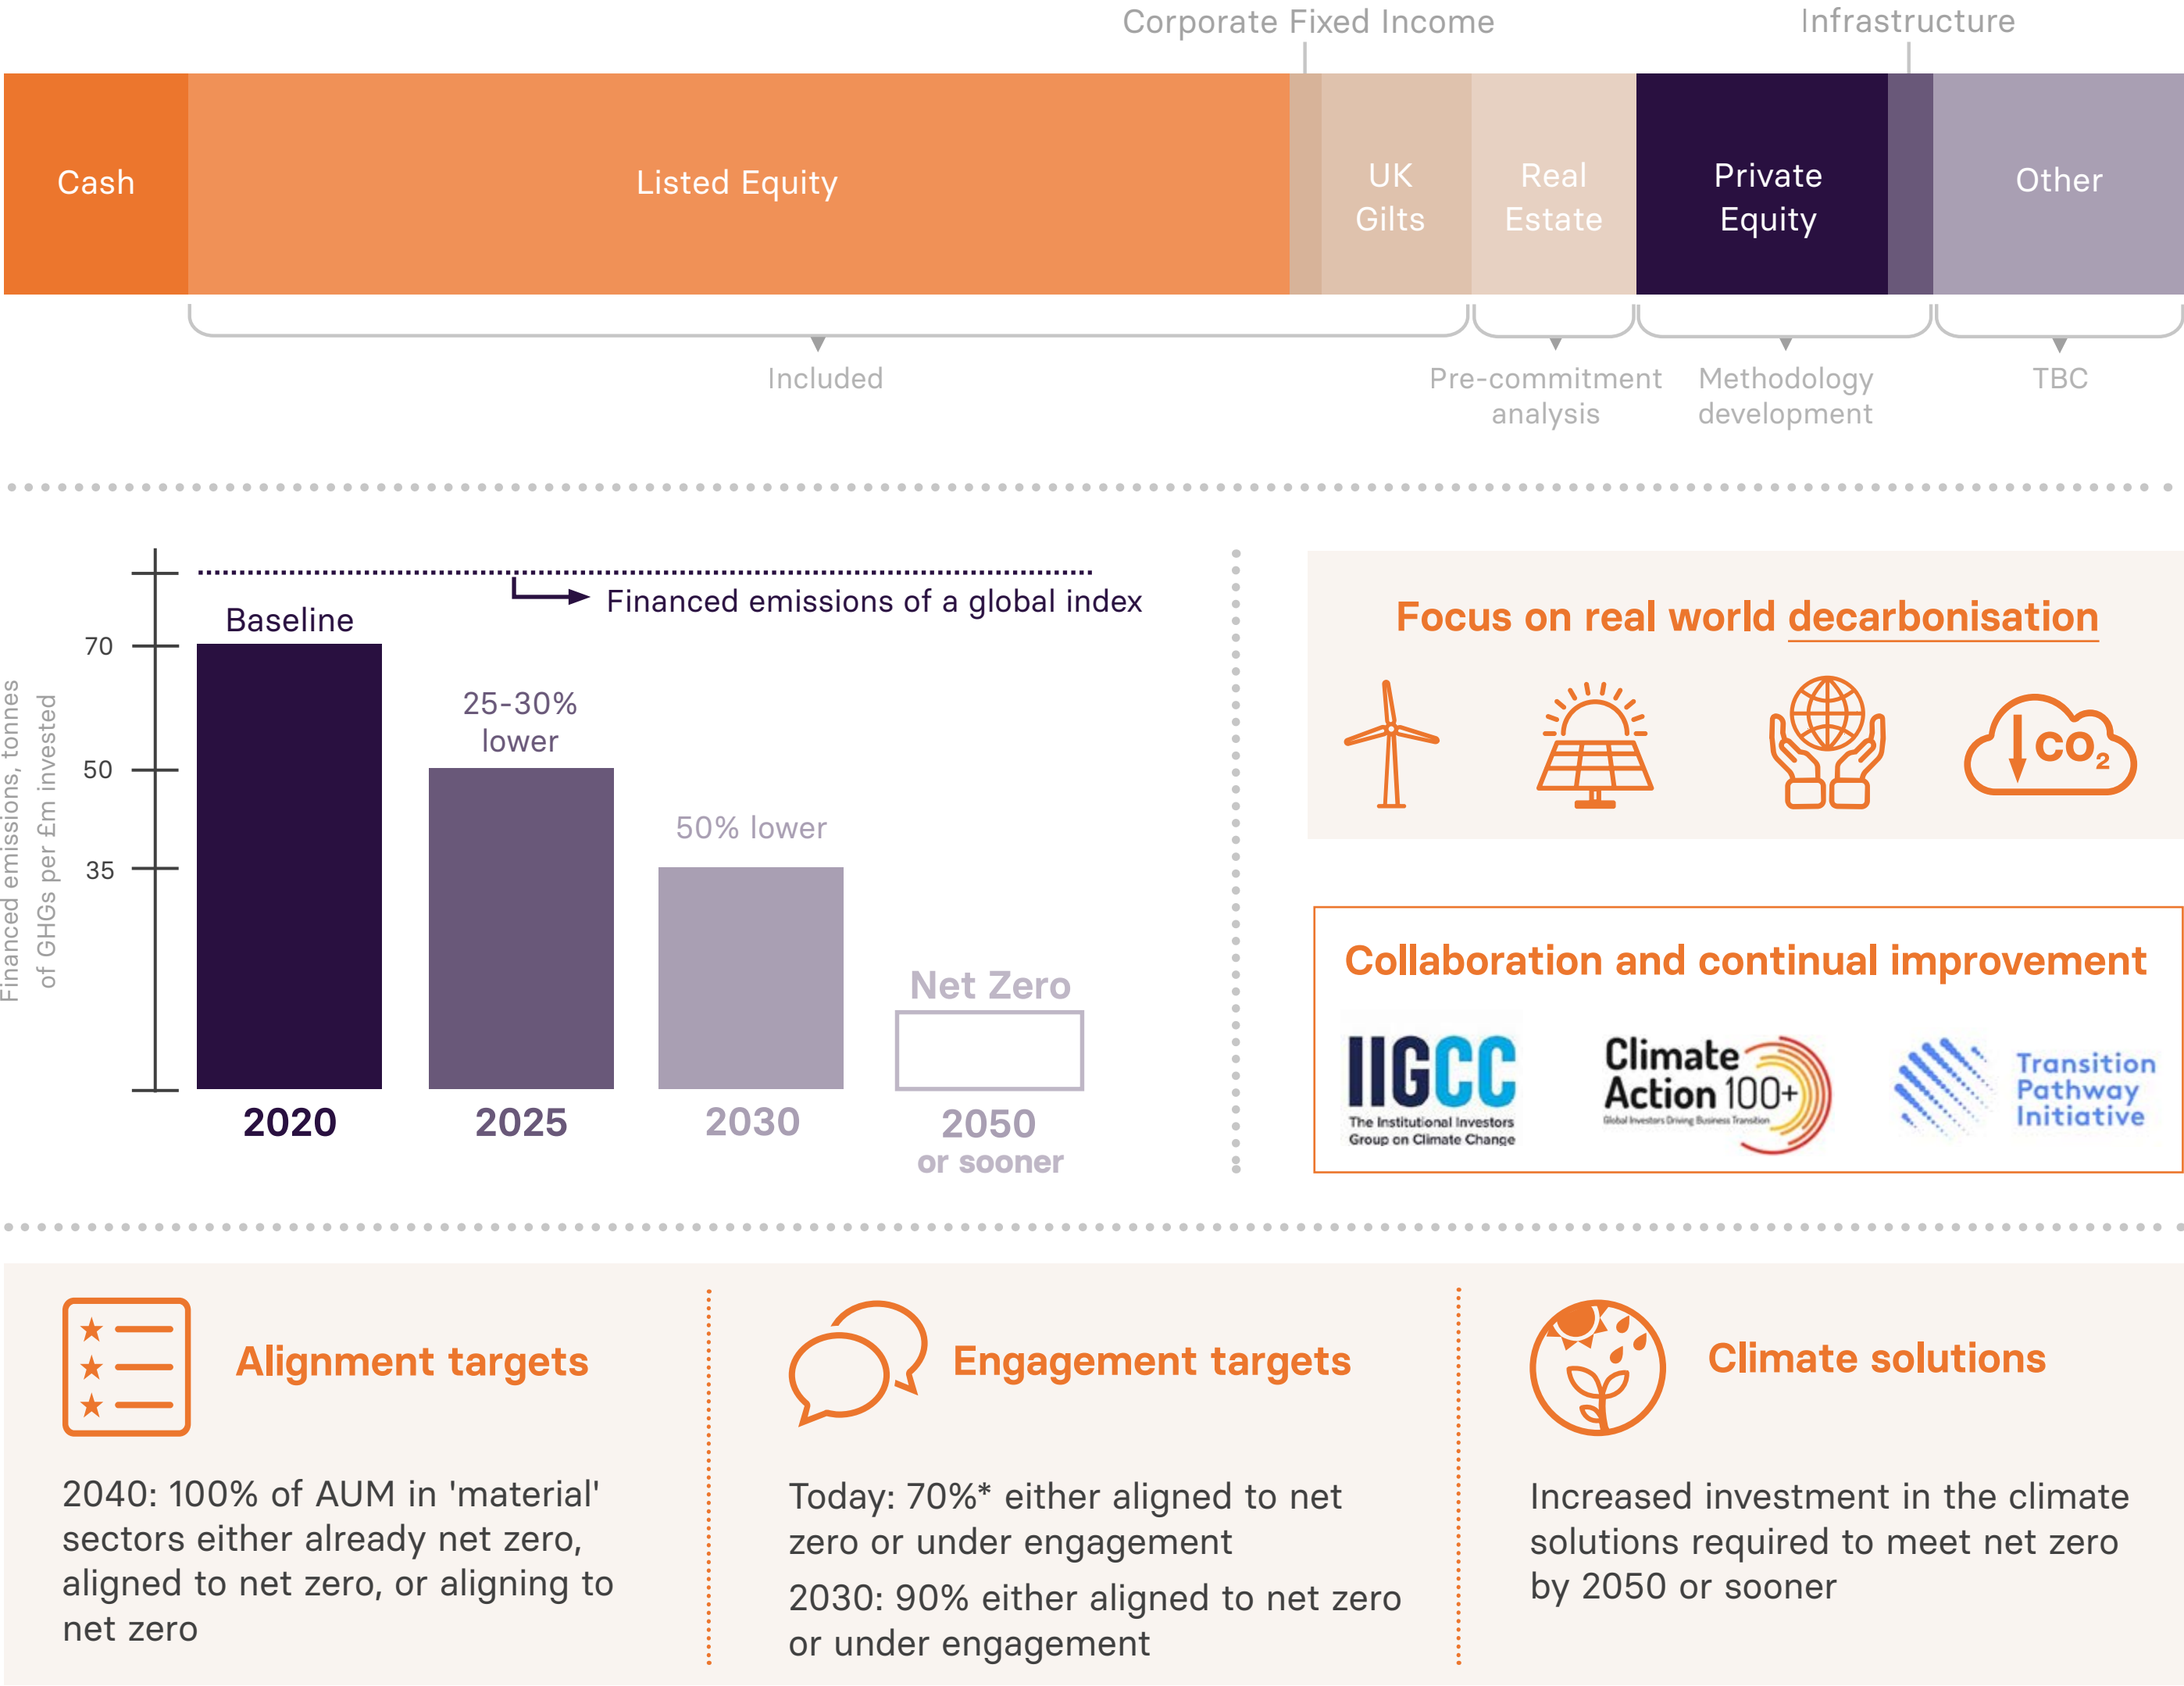 Corporate Fixed Income
Infrastructure
Cash
Listed Equity
UK
Gilts
Real
Estate
Private
Equity
Other
Included
Pre-commitment
analysis
Methodology
development
TBC
Financed emissions, tonnes
of GHGs per £m invested
70
50
35
Financed emissions of a global index
Baseline
25-30%
lower
50% lower
Net Zero
2020
2025
2030
2050
or sooner
Focus on real world decarbonisation
CO₂
Collaboration and continual improvement
IIGCC
The Institutional Investors
Group on Climate Change
Climate
Action 100+
Global Investors Driving Business Transition
Transition
Pathway
Initiative
Alignment targets
2040: 100% of AUM in 'material'
sectors either already net zero,
aligned to net zero, or aligning to
net zero
Engagement targets
Today: 70%* either aligned to net
zero or under engagement
2030: 90% either aligned to net zero
or under engagement
Climate solutions
Increased investment in the climate
solutions required to meet net zero
by 2050 or sooner